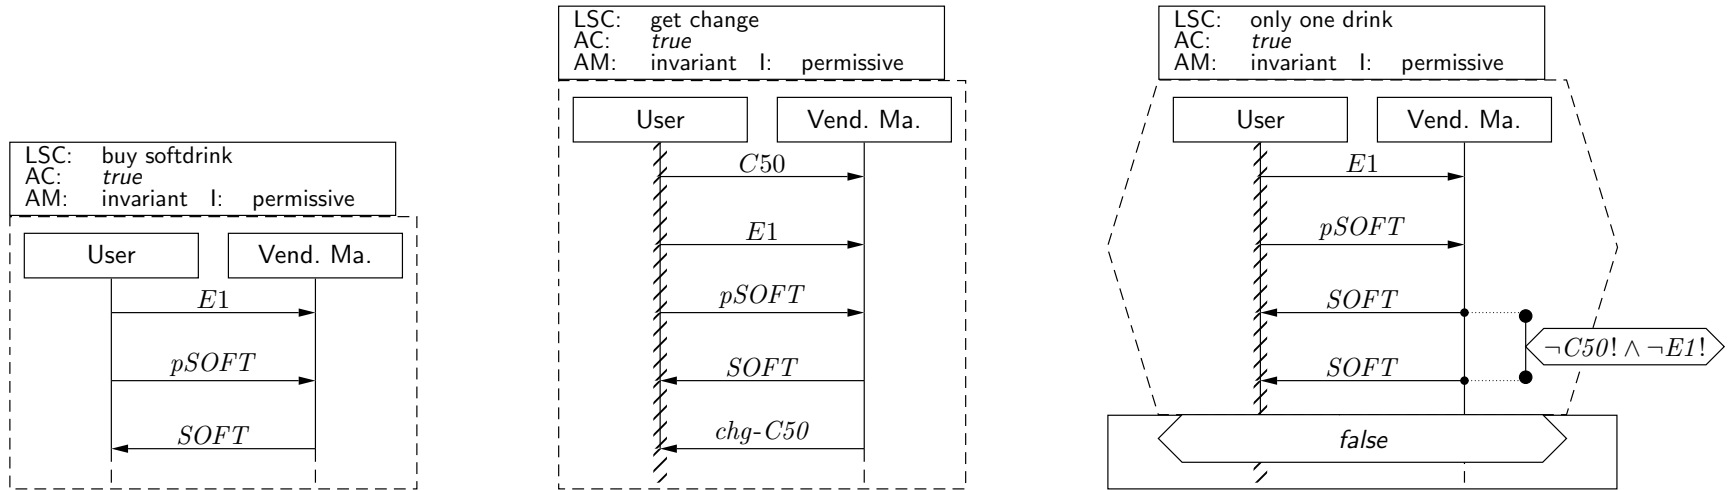 LSC: buy softdrink
AC: true
AM: invariant I: permissive
User
Vend. Ma.
E1
pSOFT
SOFT
LSC: get change
AC: true
AM: invariant I: permissive
User
Vend. Ma.
C50
E1
pSOFT
SOFT
chg-C50
LSC: only one drink
AC: true
AM: invariant I: permissive
User
Vend. Ma.
E1
pSOFT
SOFT
¬C50! ∧ ¬E1!
SOFT
false